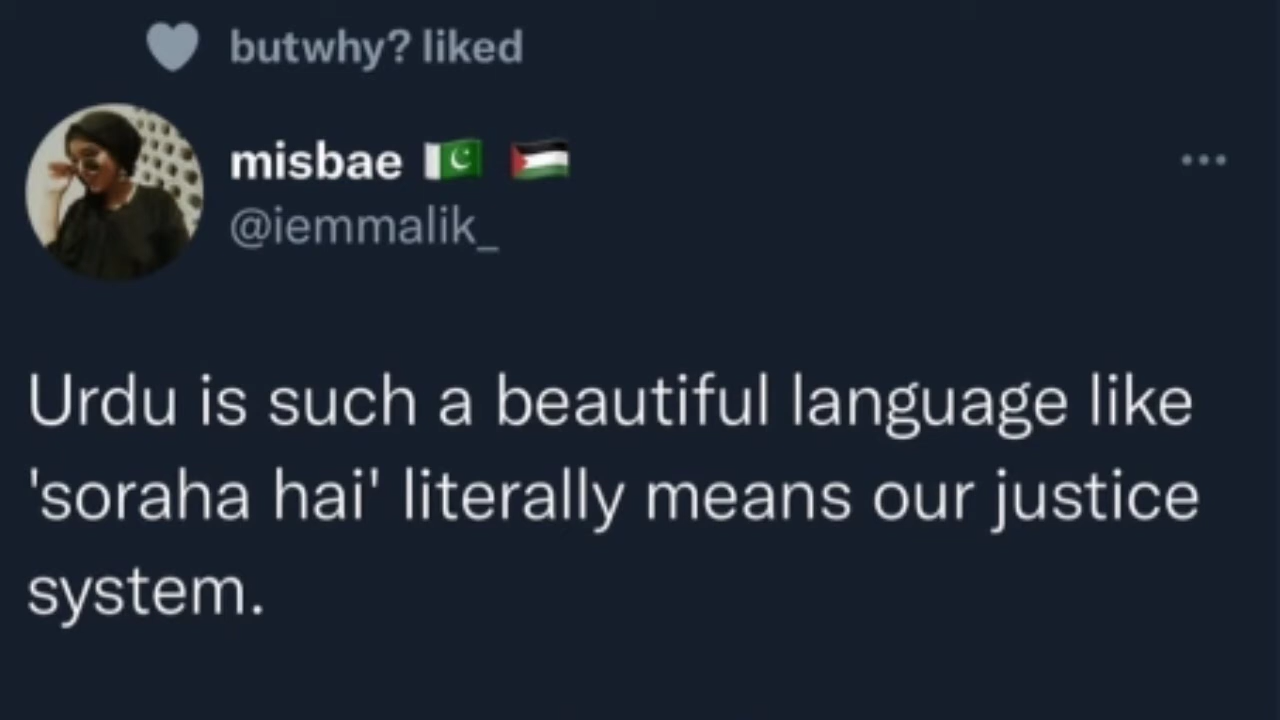 butwhy? liked
misbae 🇵🇰 🇵🇸
@iemmalik_
Urdu is such a beautiful language like
'soraha hai' literally means our justice
system.